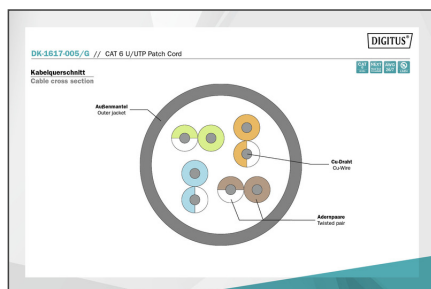 DIGITUS®
DK-1617-005/G // CAT 6 U/UTP Patch Cord
Kabelquerschnitt
Cable cross section
Außenmantel
Outer jacket
Cu-Draht
Cu-Wire
Adernpaare
Twisted pair